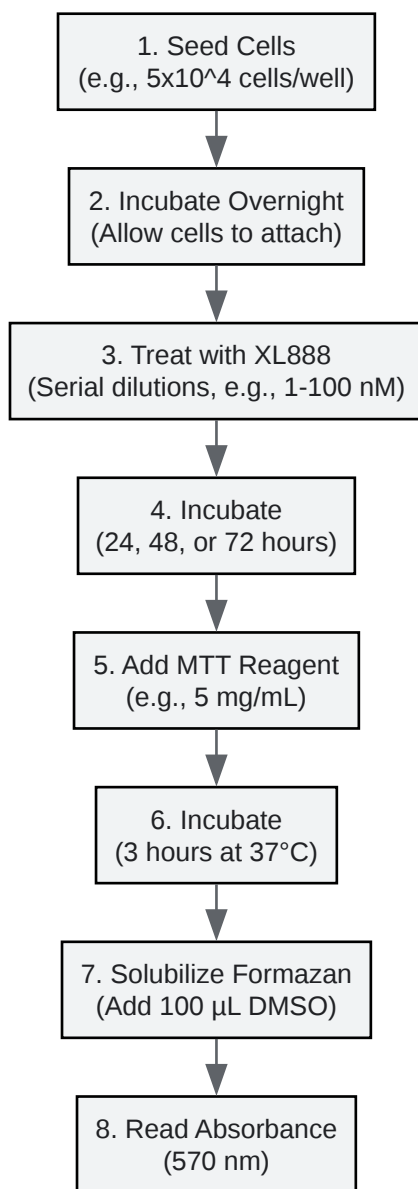 1. Seed Cells
(e.g., 5x10^4 cells/well)
2. Incubate Overnight
(Allow cells to attach)
3. Treat with XL888
(Serial dilutions, e.g., 1-100 nM)
4. Incubate
(24, 48, or 72 hours)
5. Add MTT Reagent
(e.g., 5 mg/mL)
6. Incubate
(3 hours at 37°C)
7. Solubilize Formazan
(Add 100 µL DMSO)
8. Read Absorbance
(570 nm)